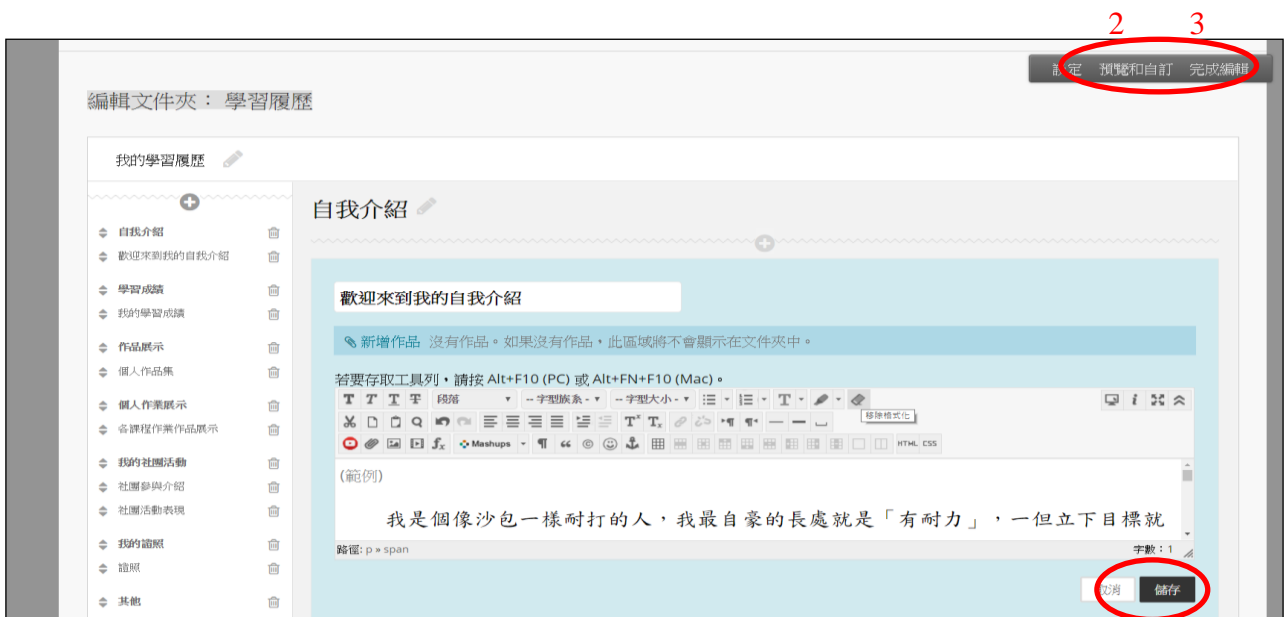 2 3
設定 預覽和自訂 完成編輯
編輯文件夾： 學習履歷
我的學習履歷
自我介紹
歡迎來到我的自我介紹
學習成績
我的學習成績
作品展示
個人作品集
個人作業展示
各課程作業作品展示
我的社團活動
社團參與介紹
社團活動表現
我的證照
證照
其他
自我介紹
歡迎來到我的自我介紹
新增作品 沒有作品。如果沒有作品，此區域將不會顯示在文件夾中。
若要存取工具列，請按 Alt+F10 (PC) 或 Alt+FN+F10 (Mac)。
T T T T 段落 -- 字型族系 - -- 字型大小 - T
移除格式化
Tx Tx
fx Mashups HTML CSS
(範例)
我是個像沙包一樣耐打的人，我最自豪的長處就是「有耐力」，一但立下目標就
路徑: p » span 字數：1
取消 儲存